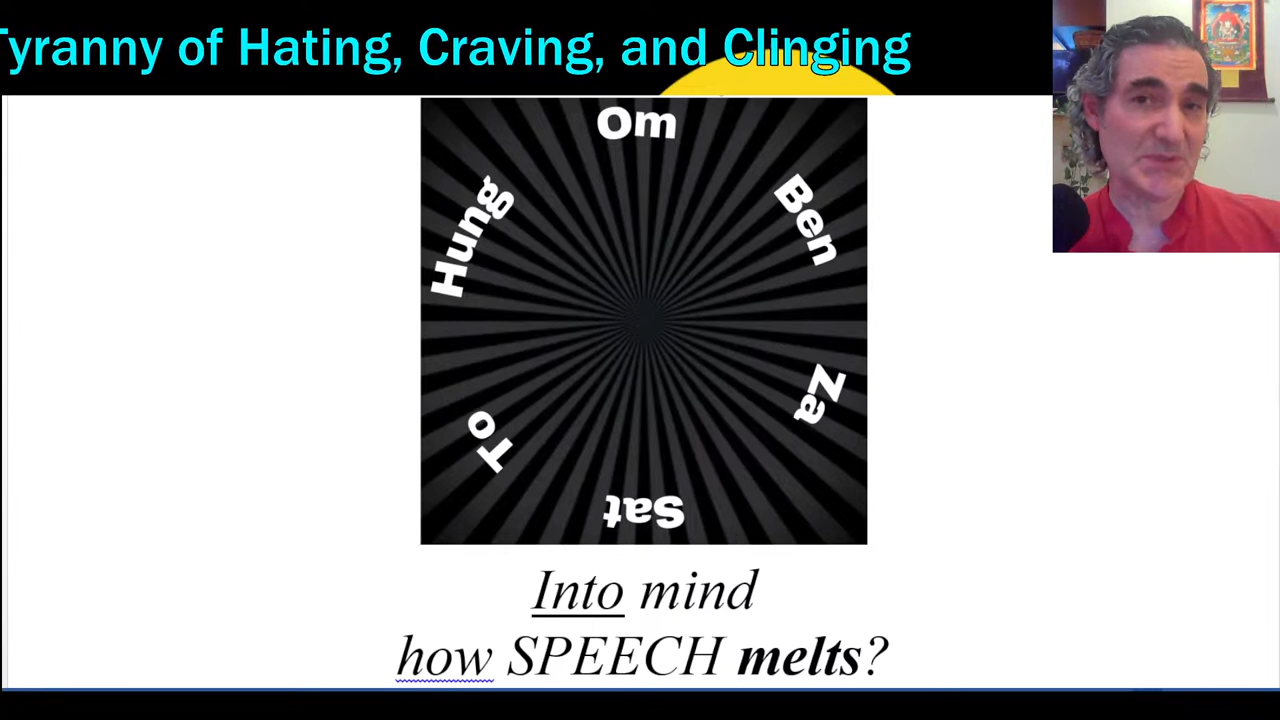 Tyranny of Hating, Craving, and Clinging
Om
Ben
Za
Sat
To
Hung
Into mind
how SPEECH melts?